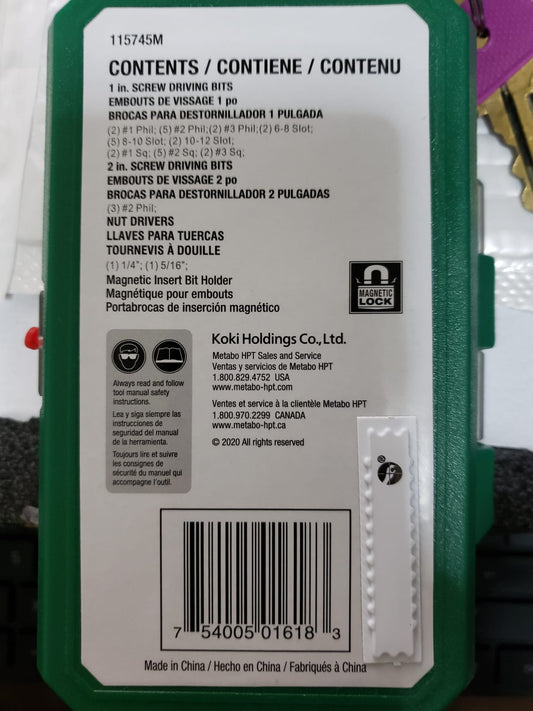 115745M
CONTENTS / CONTIENE / CONTENU
1 in. SCREW DRIVING BITS
EMBOUTS DE VISSAGE 1 po
BROCAS PARA DESTORNILLADOR 1 PULGADA
(2) #1 Phil; (5) #2 Phil;(2) #3 Phil;(2) 6-8 Slot;
(5) 8-10 Slot; (2) 10-12 Slot;
(2) #1 Sq; (5) #2 Sq; (2) #3 Sq;
2 in. SCREW DRIVING BITS
EMBOUTS DE VISSAGE 2 po
BROCAS PARA DESTORNILLADOR 2 PULGADAS
(3) #2 Phil;
NUT DRIVERS
LLAVES PARA TUERCAS
TOURNEVIS À DOUILLE
(1) 1/4"; (1) 5/16";
Magnetic Insert Bit Holder
Magnétique pour embouts
Portabrocas de inserción magnético
MAGNETIC
LOCK
Always read and follow
tool manual safety
instructions.
Lea y siga siempre las
instrucciones de
seguridad del manual
de la herramienta.
Toujours lire et suivre
les consignes de
sécurité du manuel qui
accompagne l'outil.
Koki Holdings Co.,Ltd.
Metabo HPT Sales and Service
Ventas y servicios de Metabo HPT
1.800.829.4752 USA
www.metabo-hpt.com
Ventes et service à la clientèle Metabo HPT
1.800.970.2299 CANADA
www.metabo-hpt.ca
© 2020 All rights reserved
®
7 54005 01618 3
Made in China / Hecho en China / Fabriqués à China